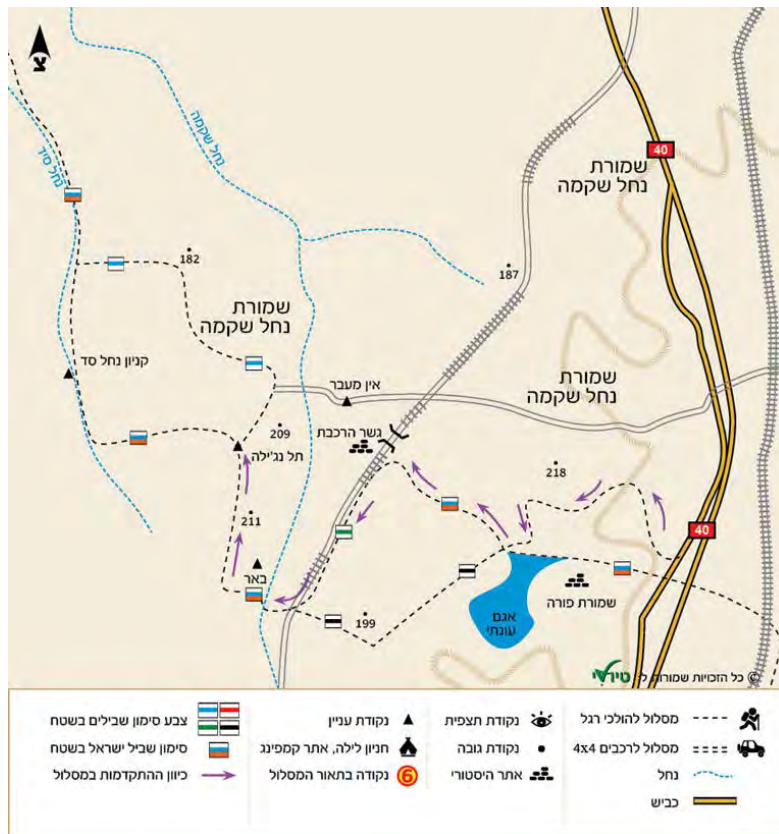 צ
נחל סיד
נחל שקמה
40
שמורת
נחל שקמה
182
187
שמורת
נחל שקמה
קניון נחל סד
אין מעבר
שמורת
נחל שקמה
209
גשר הרכבת
תל נג'ילה
218
211
40
באר
שמורת פורה
אגם
עונתי
199
© כל הזכויות שמורות ל: טיולי
מסלול להולכי רגל
נקודת תצפית
נקודת עניין
צבע סימון שבילים בשטח
מסלול לרכבים 4x4
נקודת גובה
חניון לילה, אתר קמפינג
סימון שביל ישראל בשטח
נחל
אתר היסטורי
6
נקודה בתאור המסלול
כיוון ההתקדמות במסלול
כביש